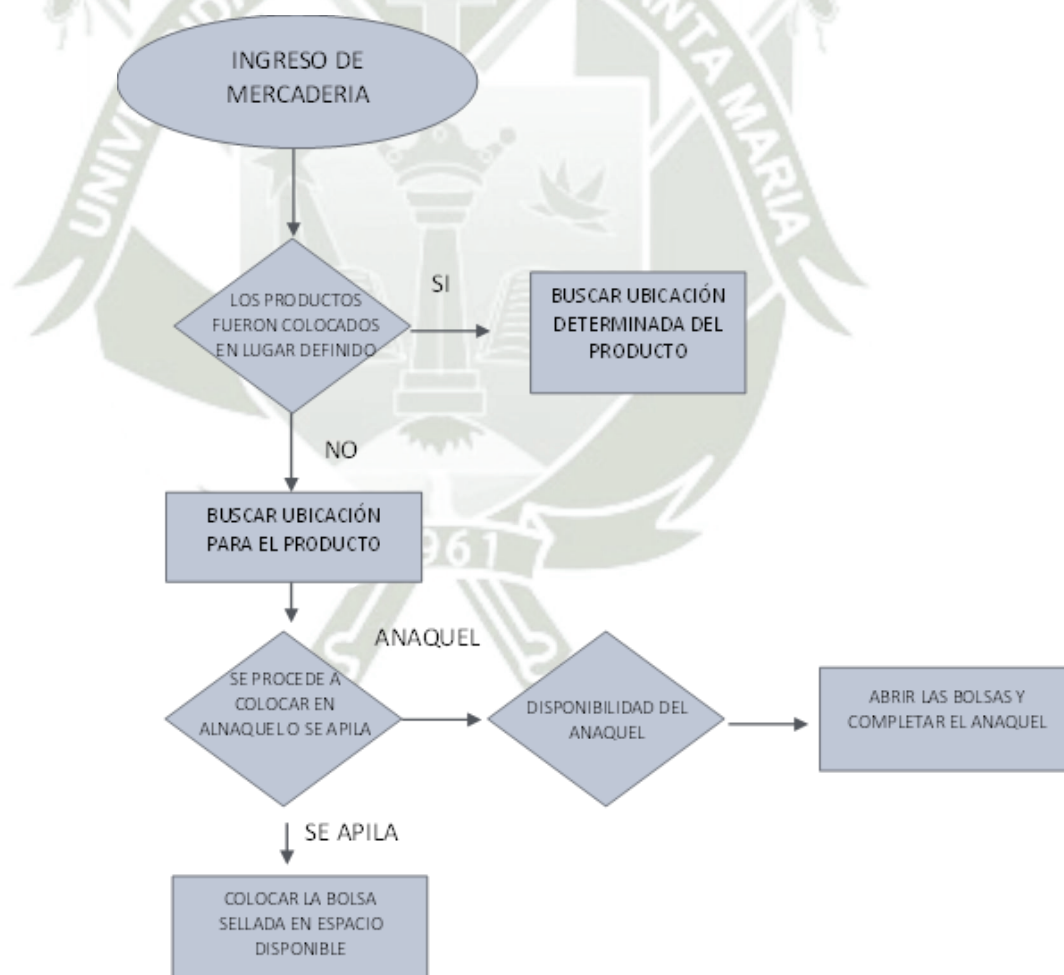 INGRESO DE
MERCADERIA
LOS PRODUCTOS
FUERON COLOCADOS
EN LUGAR DEFINIDO
SI
BUSCAR UBICACIÓN
DETERMINADA DEL
PRODUCTO
NO
BUSCAR UBICACIÓN
PARA EL PRODUCTO
SE PROCEDE A
COLOCAR EN
ALNAQUEL O SE APILA
ANAQUEL
DISPONIBILIDAD DEL
ANAQUEL
ABRIR LAS BOLSAS Y
COMPLETAR EL ANAQUEL
SE APILA
COLOCAR LA BOLSA
SELLADA EN ESPACIO
DISPONIBLE
MARIA
961